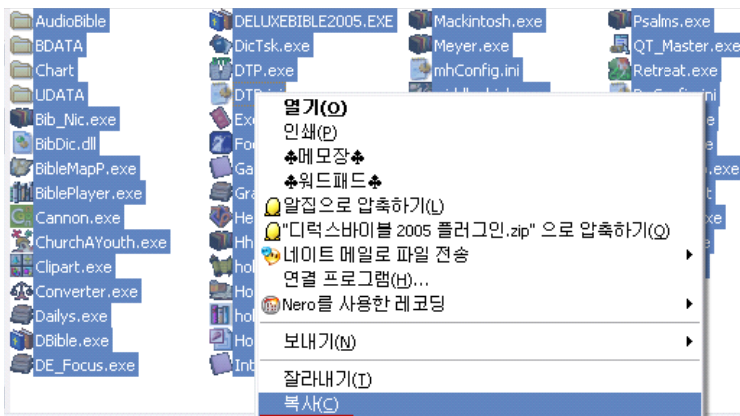 AudioBible
BDATA
Chart
UDATA
Bib_Nic.exe
BibDic.dll
BibleMapP.exe
BiblePlayer.exe
Cannon.exe
ChurchAYouth.exe
Clipart.exe
Converter.exe
Dailys.exe
DBible.exe
DE_Focus.exe
DELUXEBIBLE2005.EXE
DicTsk.exe
DTP.exe
Mackintosh.exe
Meyer.exe
mhConfig.ini
Psalms.exe
QT_Master.exe
Retreat.exe
열기(O)
인쇄(P)
♣메모장♣
♣워드패드♣
알집으로 압축하기(L)
"디럭스바이블 2005 플러그인.zip" 으로 압축하기(Q)
네이트 메일로 파일 전송
연결 프로그램(H)...
Nero를 사용한 레코딩
보내기(N)
잘라내기(T)
복사(C)